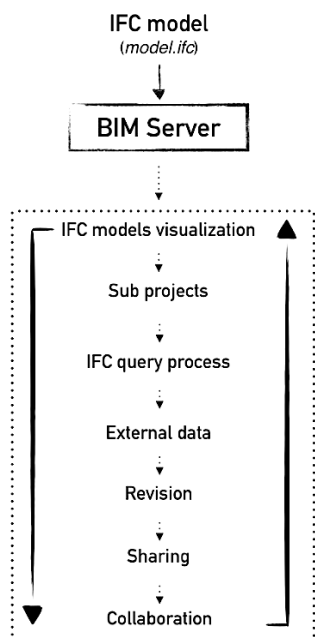 IFC model
(model.ifc)
BIM Server
IFC models visualization
Sub projects
IFC query process
External data
Revision
Sharing
Collaboration